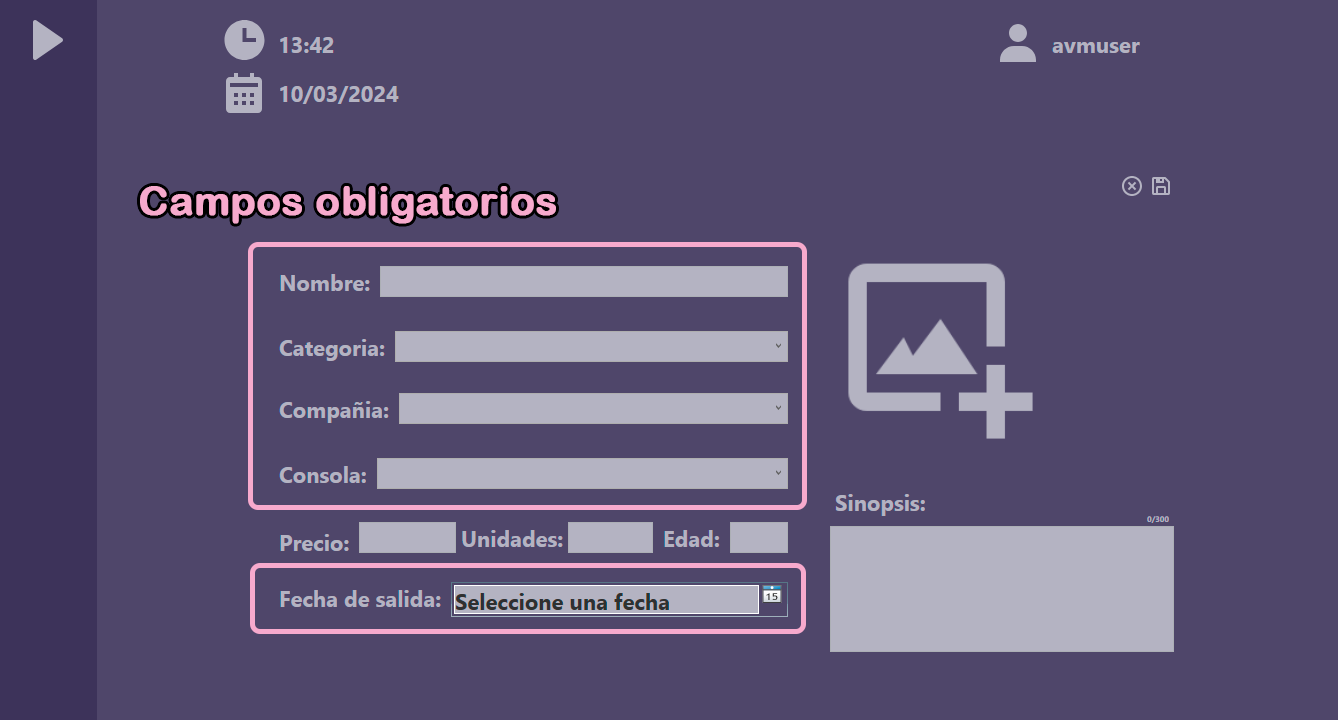 13:42
avmuser
10/03/2024
Campos obligatorios
Nombre:
Categoria:
Compañia:
Consola:
Precio:
Unidades:
Edad:
Fecha de salida:
Seleccione una fecha
15
Sinopsis:
0/300